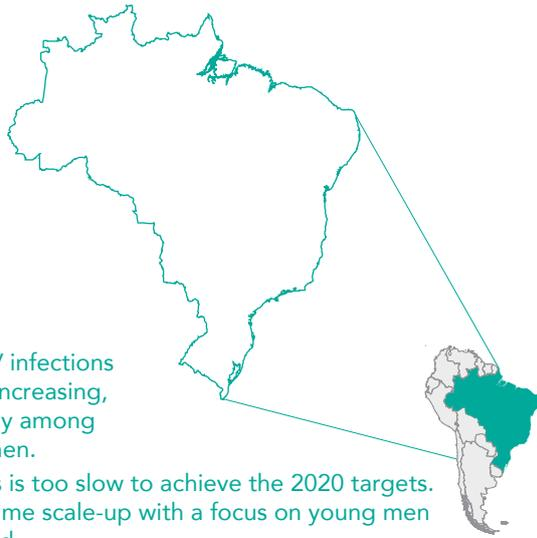 infections
ncreasing,
y among
en.
is too slow to achieve the 2020 targets.
me scale-up with a focus on young men